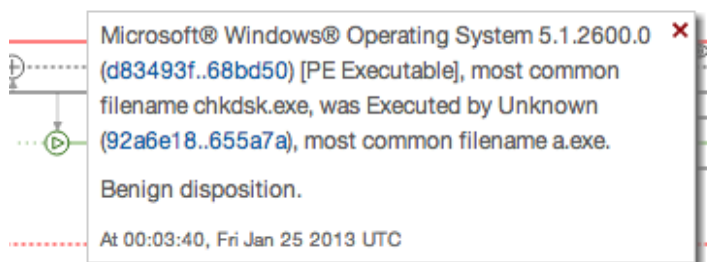 Microsoft® Windows® Operating System 5.1.2600.0
(d83493f..68bd50) [PE Executable], most common
filename chkdsk.exe, was Executed by Unknown
(92a6e18..655a7a), most common filename a.exe.
Benign disposition.
At 00:03:40, Fri Jan 25 2013 UTC